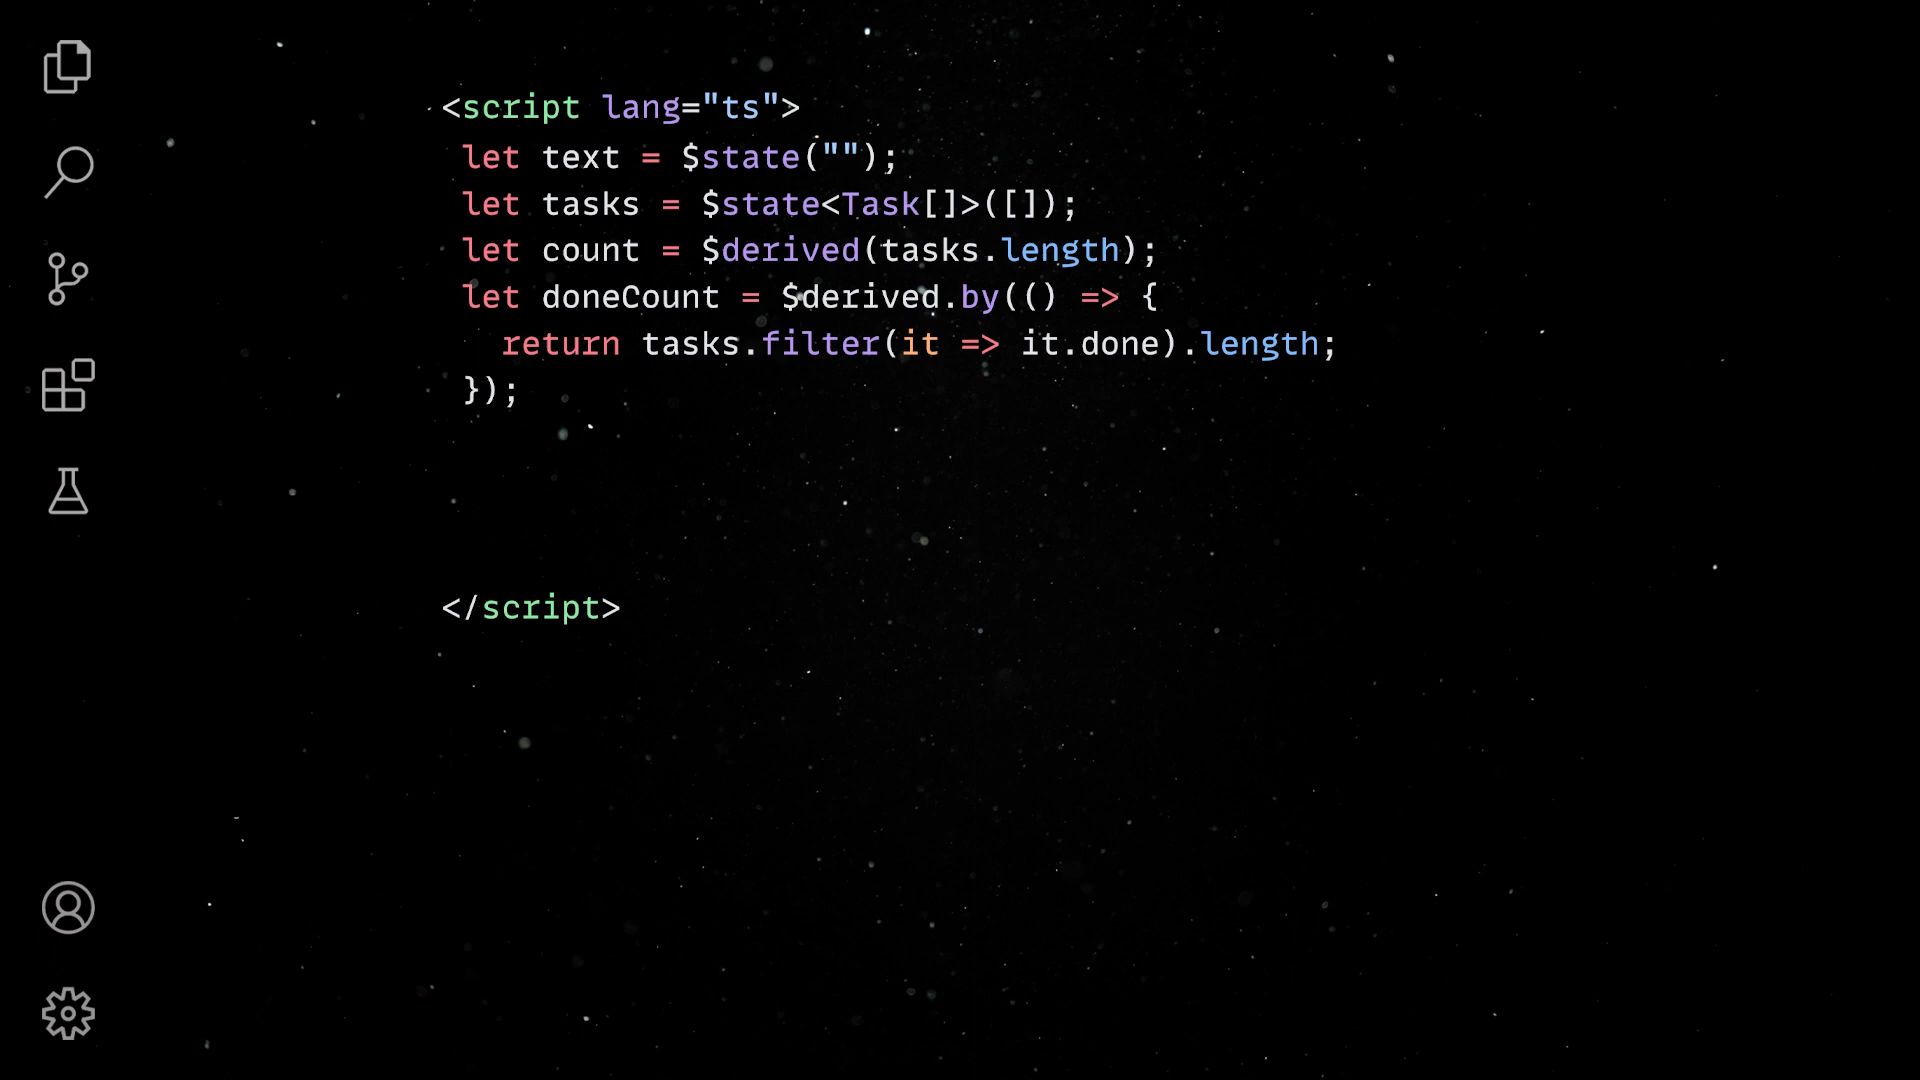 <script lang="ts">
let text = $state("");
let tasks = $state<Task[]>([]);
let count = $derived(tasks.length);
let doneCount = $derived.by(() => {
return tasks.filter(it => it.done).length;
});
</script>